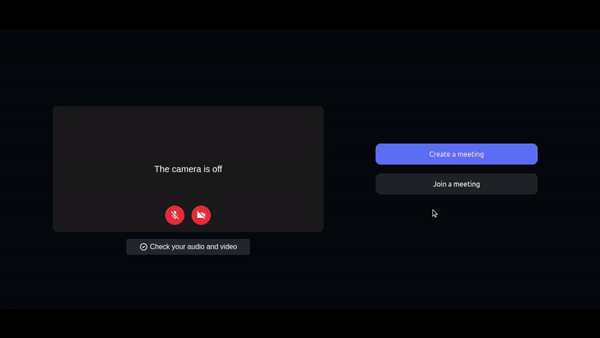 The camera is off
Check your audio and video
Create a meeting
Join a meeting